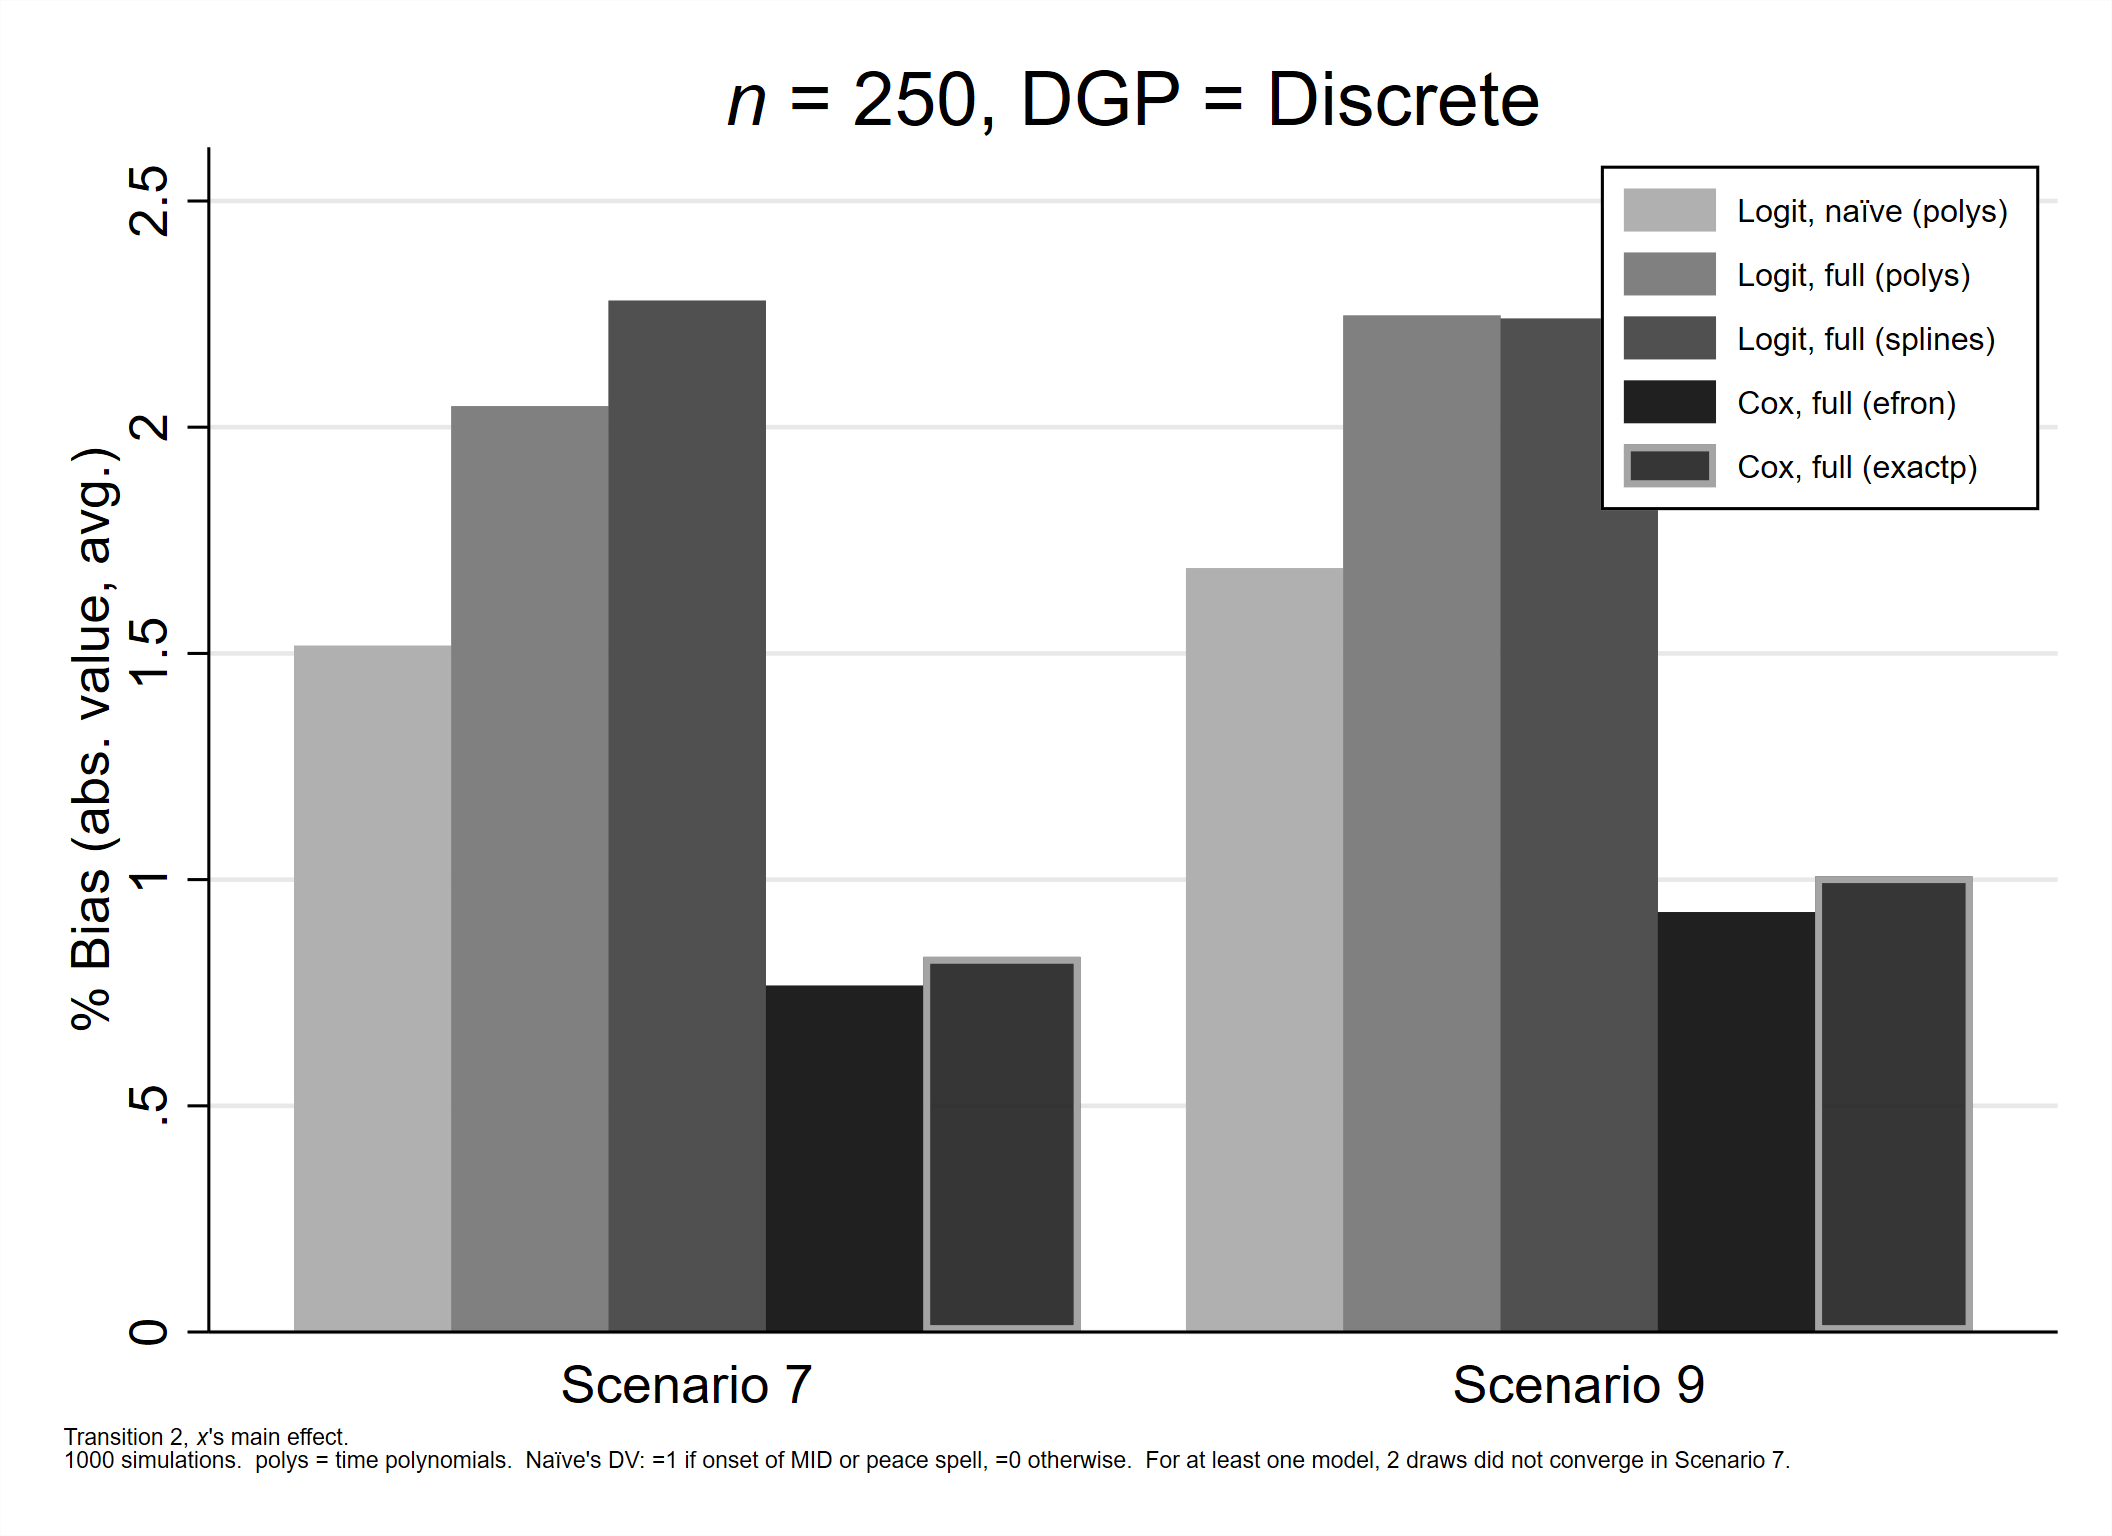 n = 250, DGP = Discrete
% Bias (abs. value, avg.)
2.5
2
1.5
1
.5
0
Logit, naïve (polys)
Logit, full (polys)
Logit, full (splines)
Cox, full (efron)
Cox, full (exactp)
Scenario 7
Scenario 9
Transition 2, x's main effect.
1000 simulations.  polys = time polynomials.  Naïve's DV: =1 if onset of MID or peace spell, =0 otherwise.  For at least one model, 2 draws did not converge in Scenario 7.